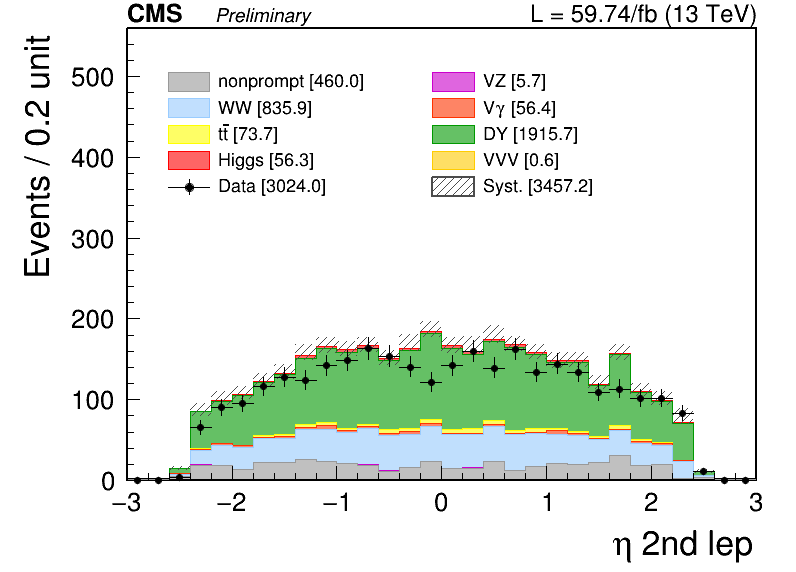 CMS Preliminary L = 59.74/fb (13 TeV)
Events / 0.2 unit
500
400
300
200
100
0
nonprompt [460.0] VZ [5.7]
WW [835.9] Vγ [56.4]
tt̄ [73.7] DY [1915.7]
Higgs [56.3] VVV [0.6]
Data [3024.0] Syst. [3457.2]
−3 −2 −1 0 1 2 3
η 2nd lep